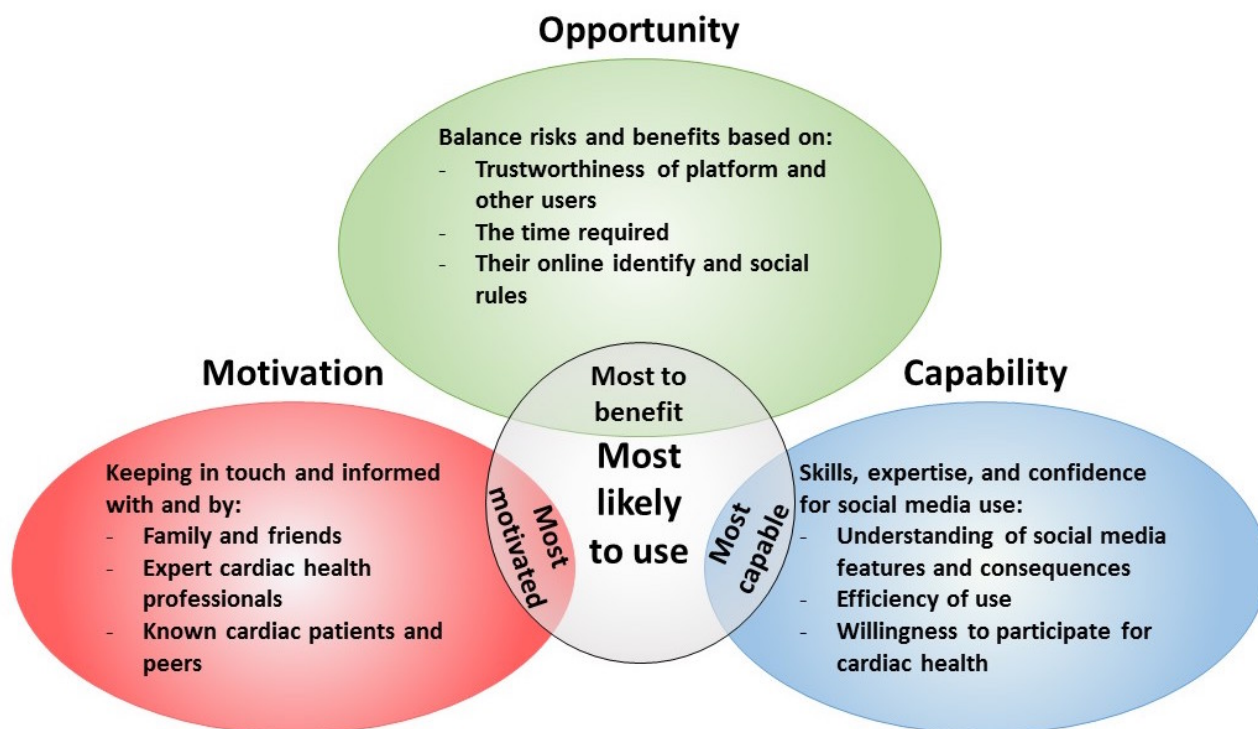 Opportunity
Balance risks and benefits based on:
- Trustworthiness of platform and
other users
- The time required
- Their online identify and social
rules
Motivation
Capability
Most to
benefit
Most
likely
to use
Keeping in touch and informed
with and by:
- Family and friends
- Expert cardiac health
professionals
- Known cardiac patients and
peers
Most
motivated
Most
capable
Skills, expertise, and confidence
for social media use:
- Understanding of social media
features and consequences
- Efficiency of use
- Willingness to participate for
cardiac health